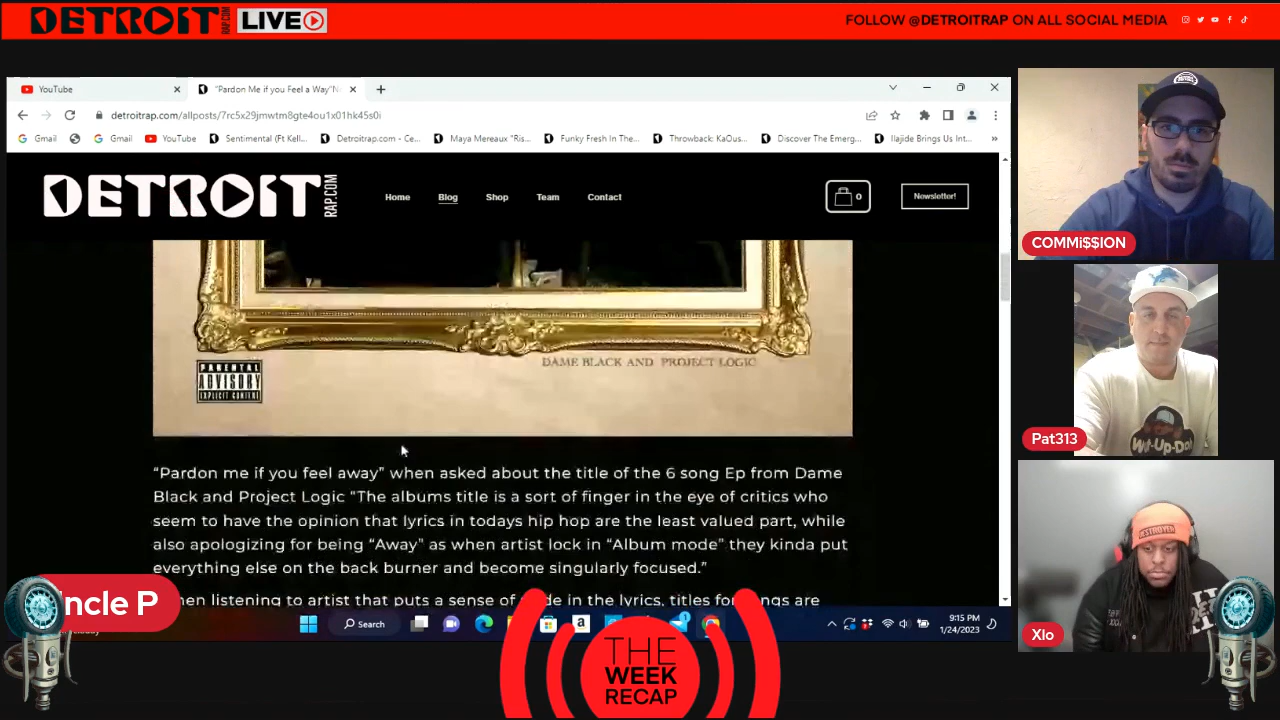 DETROIT RAP.COM LIVE
FOLLOW @DETROITRAP ON ALL SOCIAL MEDIA
YouTube
"Pardon Me if you Feel a Way"N
detroitrap.com/allposts/7rc5x29jmwtm8gte4ou1x01hk45s0i
Gmail
Gmail
YouTube
Sentimental (Ft Kell...
Detroitrap.com - Ce...
Maya Mereaux "Ris...
Funky Fresh In The...
Throwback: KaOus...
Discover The Emerg...
Ilajide Brings Us Int...
»
DETROIT RAP.COM
Home
Blog
Shop
Team
Contact
0
Newsletter!
DAME BLACK AND PROJECT LOGIC
PARENTAL
ADVISORY
EXPLICIT CONTENT
“Pardon me if you feel away” when asked about the title of the 6 song Ep from Dame
Black and Project Logic “The albums title is a sort of finger in the eye of critics who
seem to have the opinion that lyrics in todays hip hop are the least valued part, while
also apologizing for being “Away” as when artist lock in “Album mode” they kinda put
everything else on the back burner and become singularly focused.”
listening to artist that puts a sense of in the lyrics, titles for are
ncle P
Search
9:15 PM
1/24/2023
THE
WEEK
RECAP
COMMi$$ION
Pat313
Wut-Up-Doe
DESTROYER
Xlo